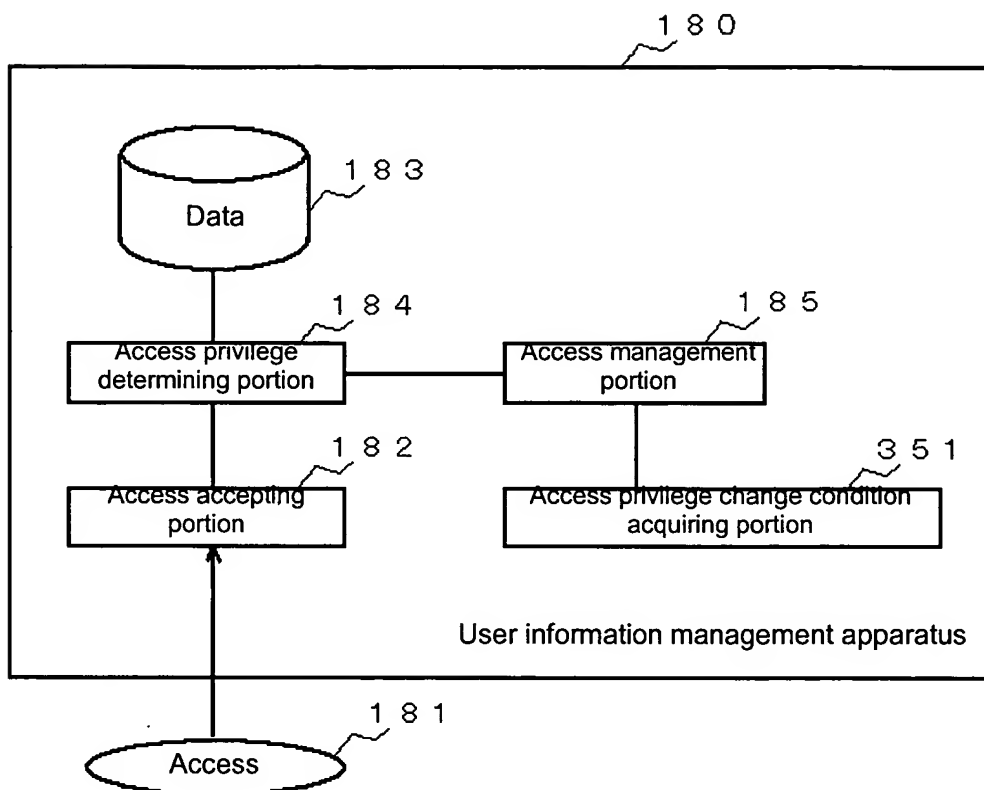 180
183
Data
184
185
Access privilege
determining portion
Access management
portion
182
351
Access accepting
portion
Access privilege change condition
acquiring portion
User information management apparatus
181
Access